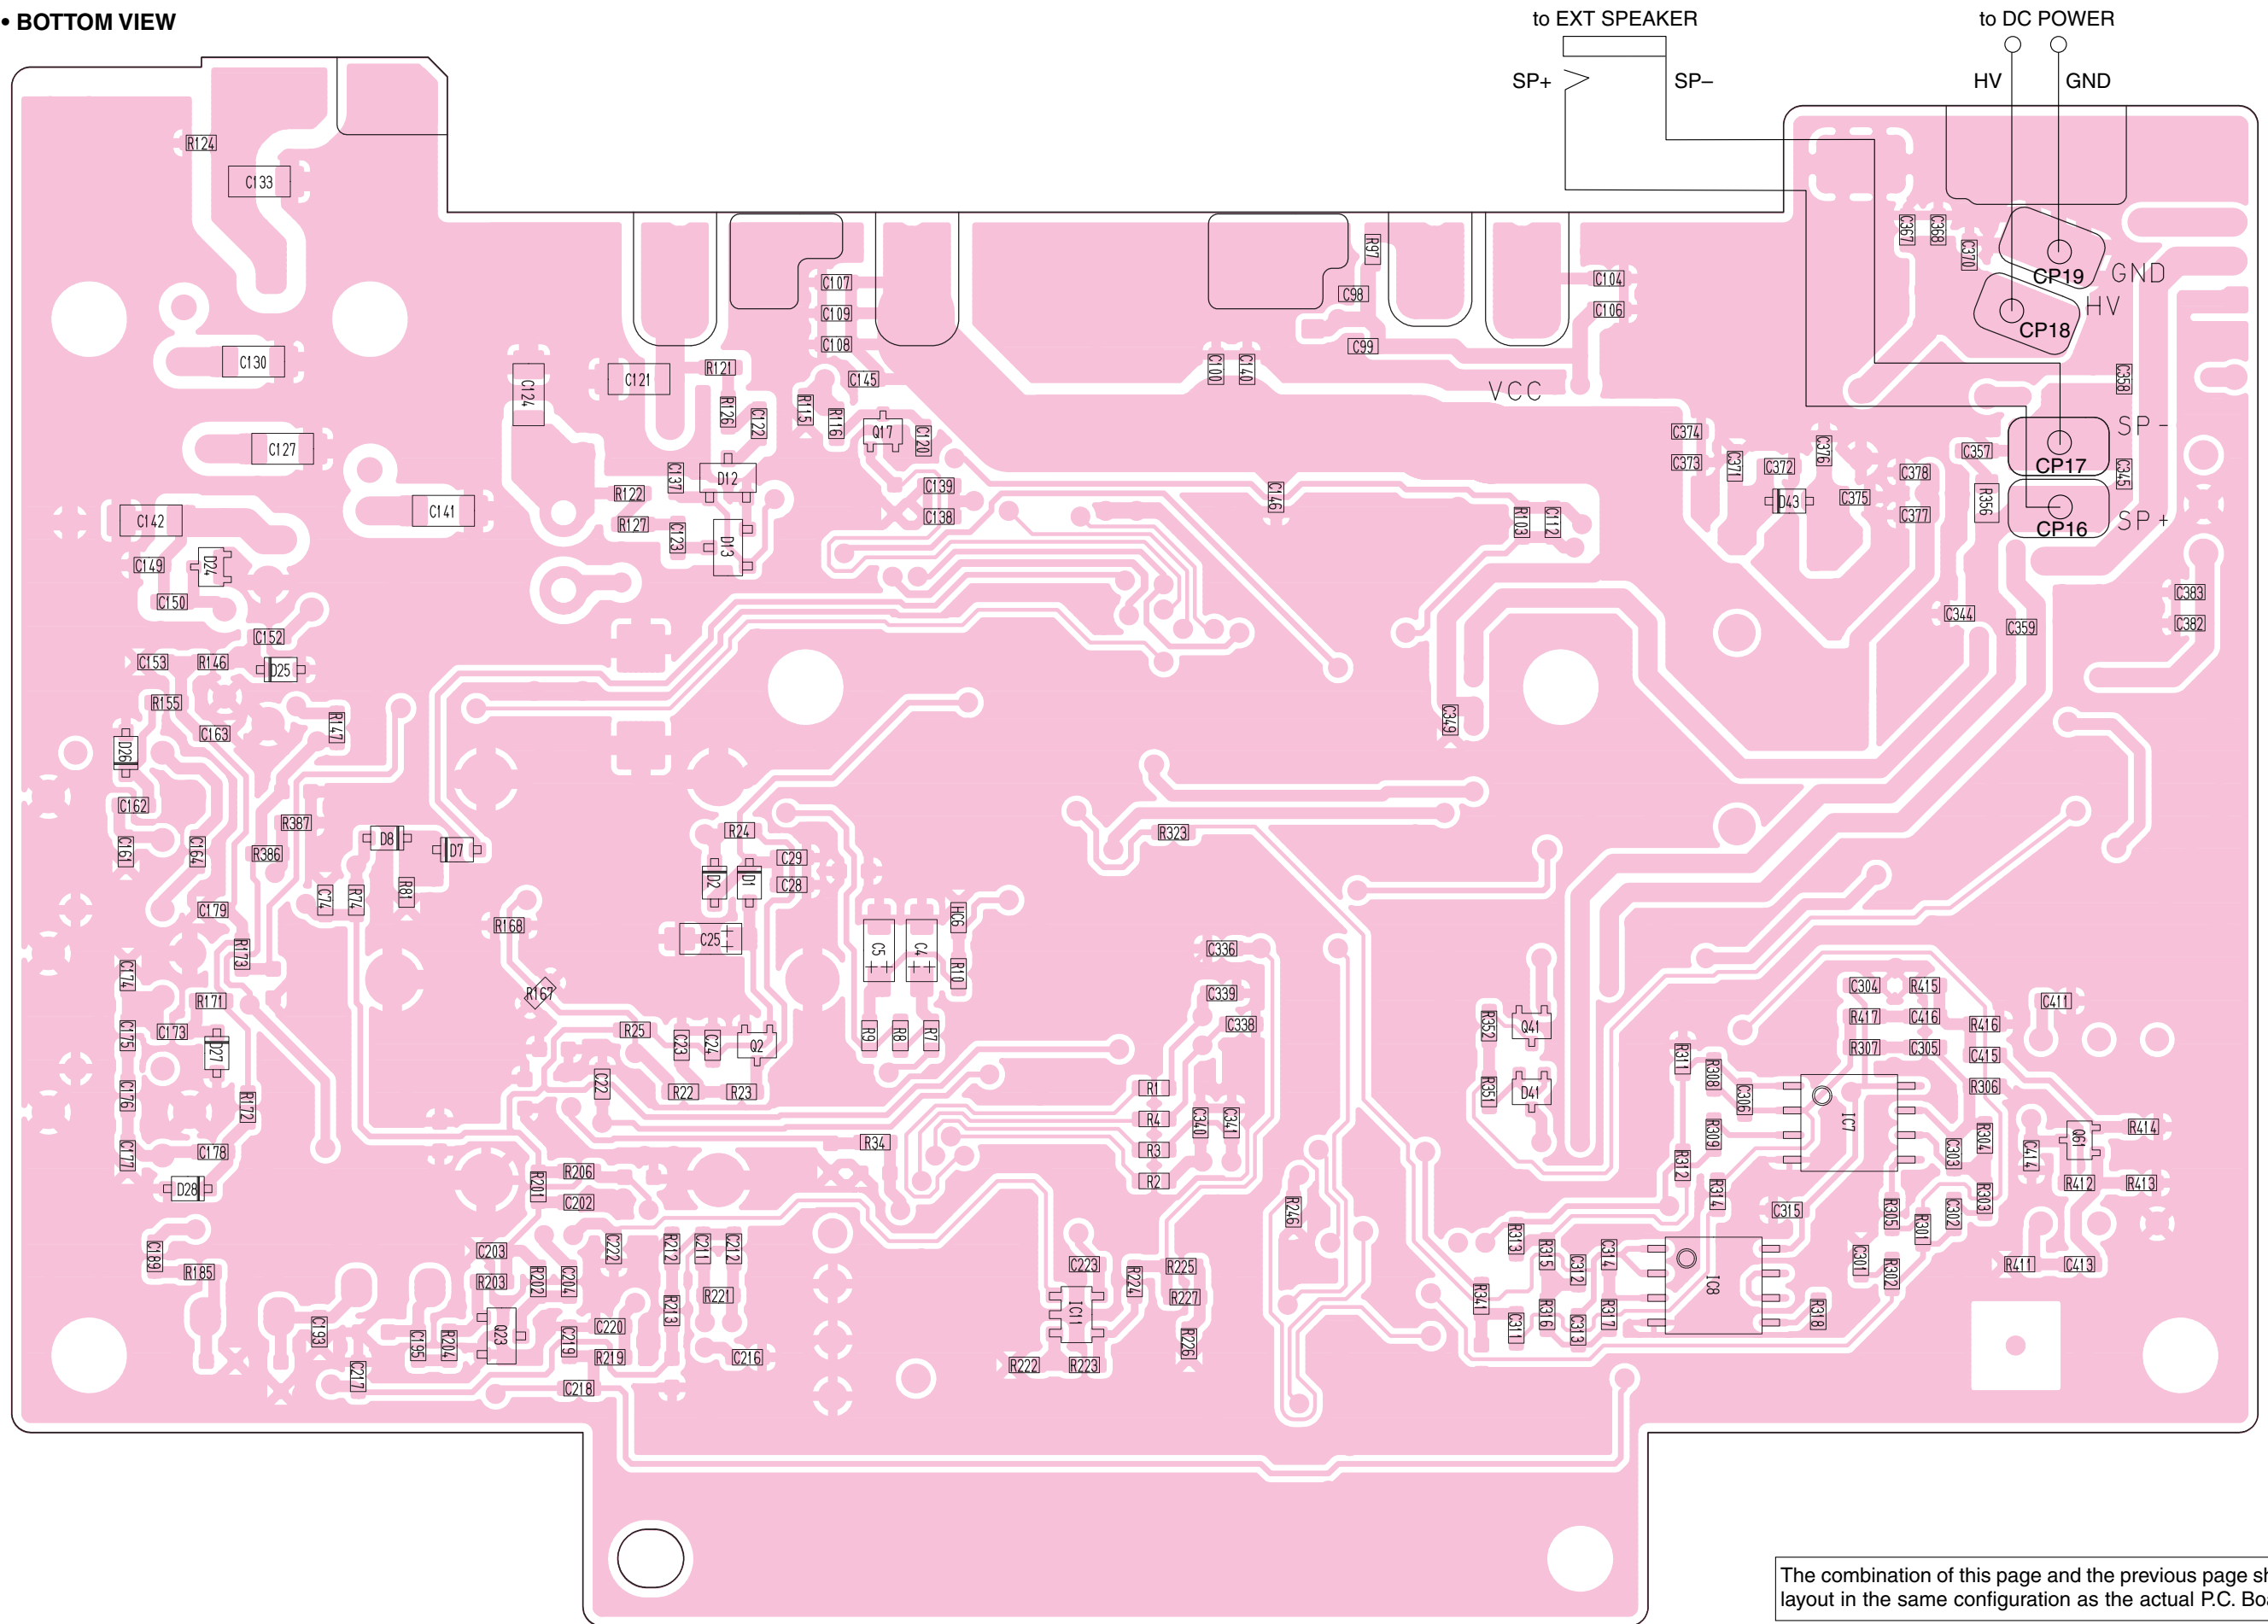 • BOTTOM VIEW
to EXT SPEAKER
to DC POWER
SP+
SP–
HV
GND
R124
C133
C367
C368
C370
CP19
GND
HV
CP18
R97
C98
C99
C104
C106
C107
C109
C108
C145
C130
C124
C121
R121
R126
C122
R115
R116
Q17
C120
C100
C140
VCC
C358
SP -
CP17
C345
C357
R356
CP16
SP +
C374
C373
C371
C372
C376
D43
C375
C378
C377
C127
C142
C141
R122
R127
C137
D12
C123
D13
C139
C138
C146
R103
C112
C149
D24
C150
C152
C153
R146
D25
R155
C163
R147
D26
C344
C359
C383
C382
C349
C162
C161
C164
R387
R386
D8
D7
C74
R74
R81
R24
C29
C28
D2
D1
R323
C179
R168
C25
C5
C4
HC6
R10
C336
C339
C338
R173
C174
R171
C173
C175
D27
C176
R172
C177
C178
D28
R167
R25
C23
C24
Q2
R22
R23
C22
R9
R8
R7
R1
R4
R3
R2
C340
C341
R34
R352
Q41
R351
D41
R311
R308
C306
R309
R312
R314
C315
C304
R415
R417
C416
R307
C305
R416
C415
R306
C411
IC7
C303
R304
R303
C302
R305
R301
C301
R302
C414
Q61
R414
R412
R413
R411
C413
C189
R185
C193
C217
C195
R204
Q23
C203
R203
R201
R206
C202
R202
C204
C222
C219
C220
R219
C218
R212
C211
C212
R221
R213
C216
C223
IC11
R222
R223
R224
R225
R227
R226
R246
R341
R313
R315
C312
C314
C311
R316
C313
R317
IC8
R318
The combination of this page and the previous page sh
layout in the same configuration as the actual P.C. Bo